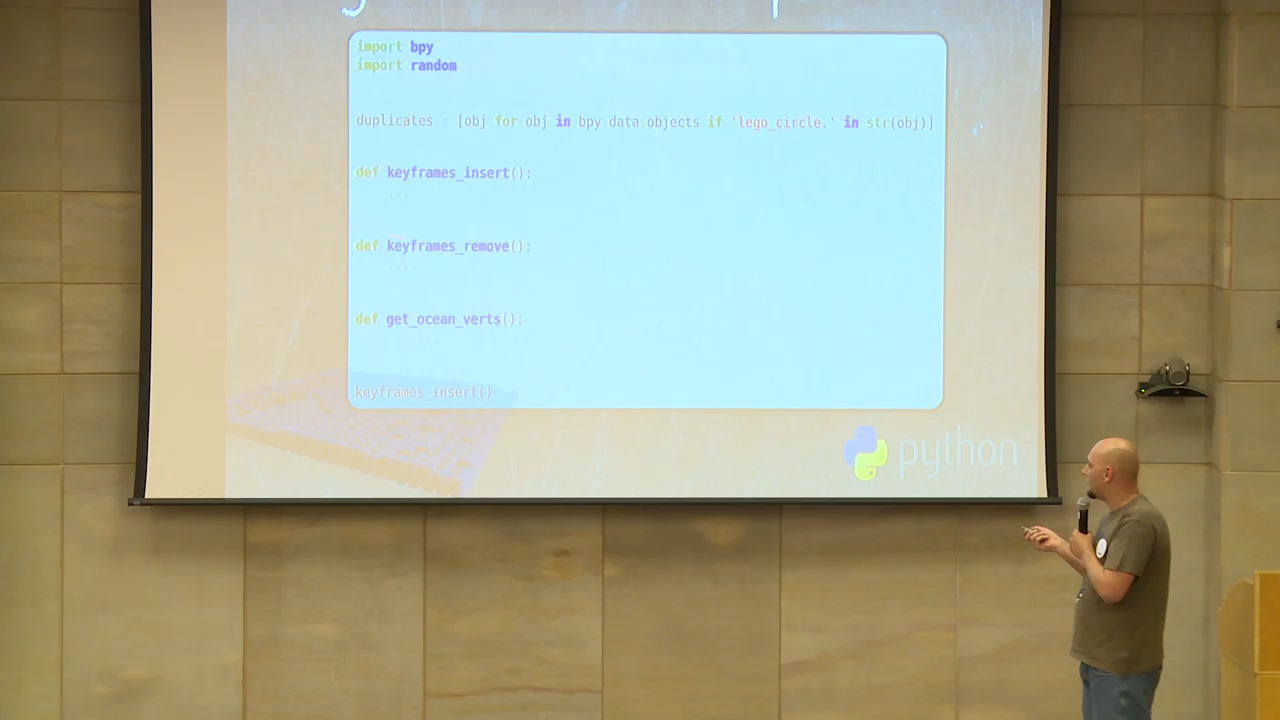 import bpy
import random
duplicates = [obj for obj in bpy.data.objects if 'lego_circle.' in str(obj)]
def keyframes_insert():
...
def keyframes_remove():
...
def get_ocean_verts():
...
keyframes_insert()
python